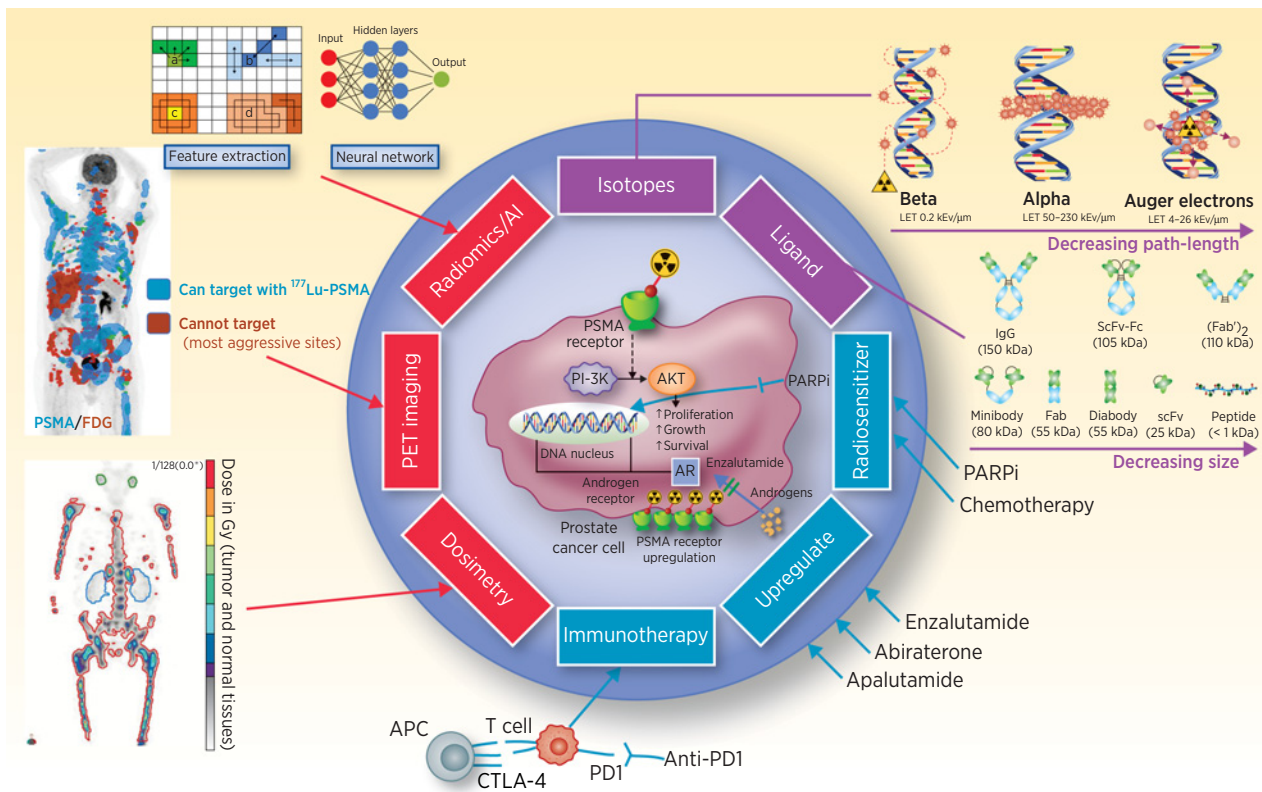 Input
Hidden layers
Output
a
b
c
d
Feature extraction
Neural network
Can target with ¹⁷⁷Lu-PSMA
Cannot target
(most aggressive sites)
PSMA/FDG
1/128(0.0°)
Dose in Gy (tumor and normal tissues)
Isotopes
Ligand
Radiosensitizer
Upregulate
Immunotherapy
Dosimetry
PET imaging
Radiomics/AI
PSMA
receptor
PI-3K
AKT
PARPi
↑Proliferation
↑Growth
↑Survival
DNA nucleus
AR
Enzalutamide
Androgen
receptor
Androgens
Prostate
cancer cell
PSMA receptor
upregulation
Beta
LET 0.2 kEv/µm
Alpha
LET 50–230 kEv/µm
Auger electrons
LET 4–26 kEv/µm
Decreasing path-length
IgG
(150 kDa)
ScFv-Fc
(105 kDa)
(Fab')₂
(110 kDa)
Minibody
(80 kDa)
Fab
(55 kDa)
Diabody
(55 kDa)
scFv
(25 kDa)
Peptide
(< 1 kDa)
Decreasing size
PARPi
Chemotherapy
Enzalutamide
Abiraterone
Apalutamide
APC
T cell
CTLA-4
PD1
Anti-PD1